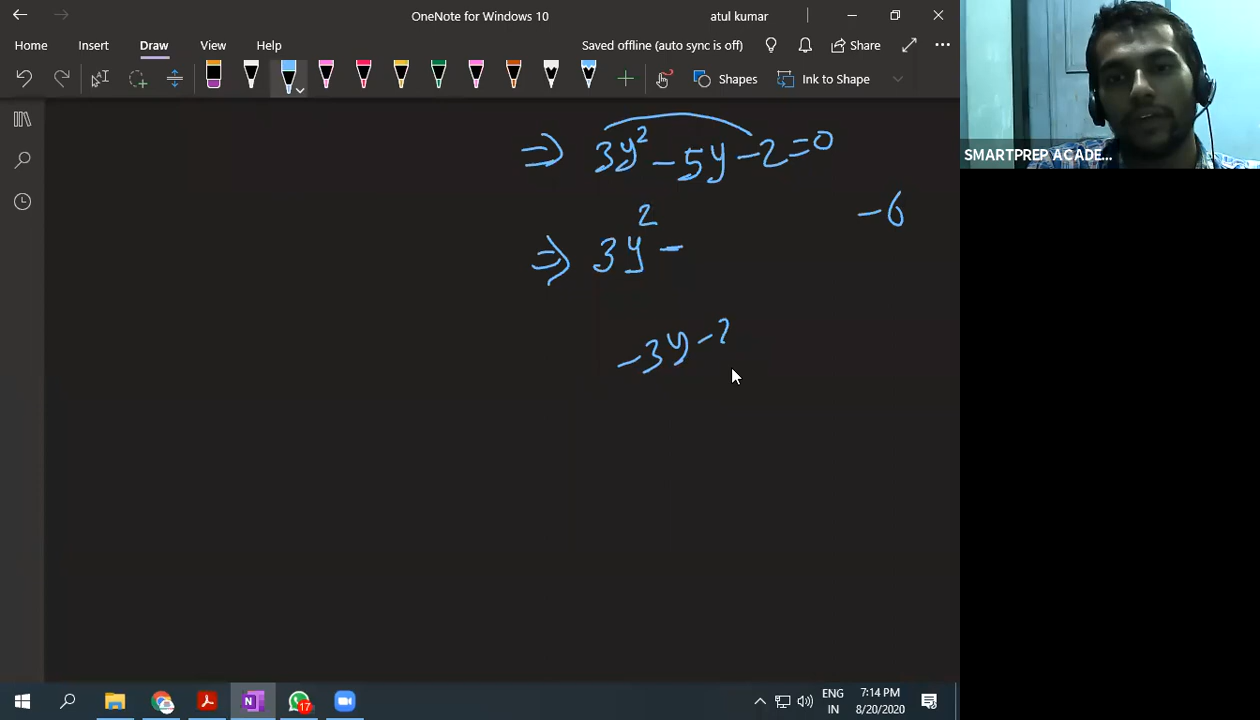 OneNote for Windows 10
atul kumar
Home Insert Draw View Help
Saved offline (auto sync is off)
Share
Shapes
Ink to Shape
SMARTPREP ACADE...
⇒ 3y² - 5y - 2 = 0
- 6
⇒ 3y² -
- 3y - 2
N
17
ENG
IN
7:14 PM
8/20/2020